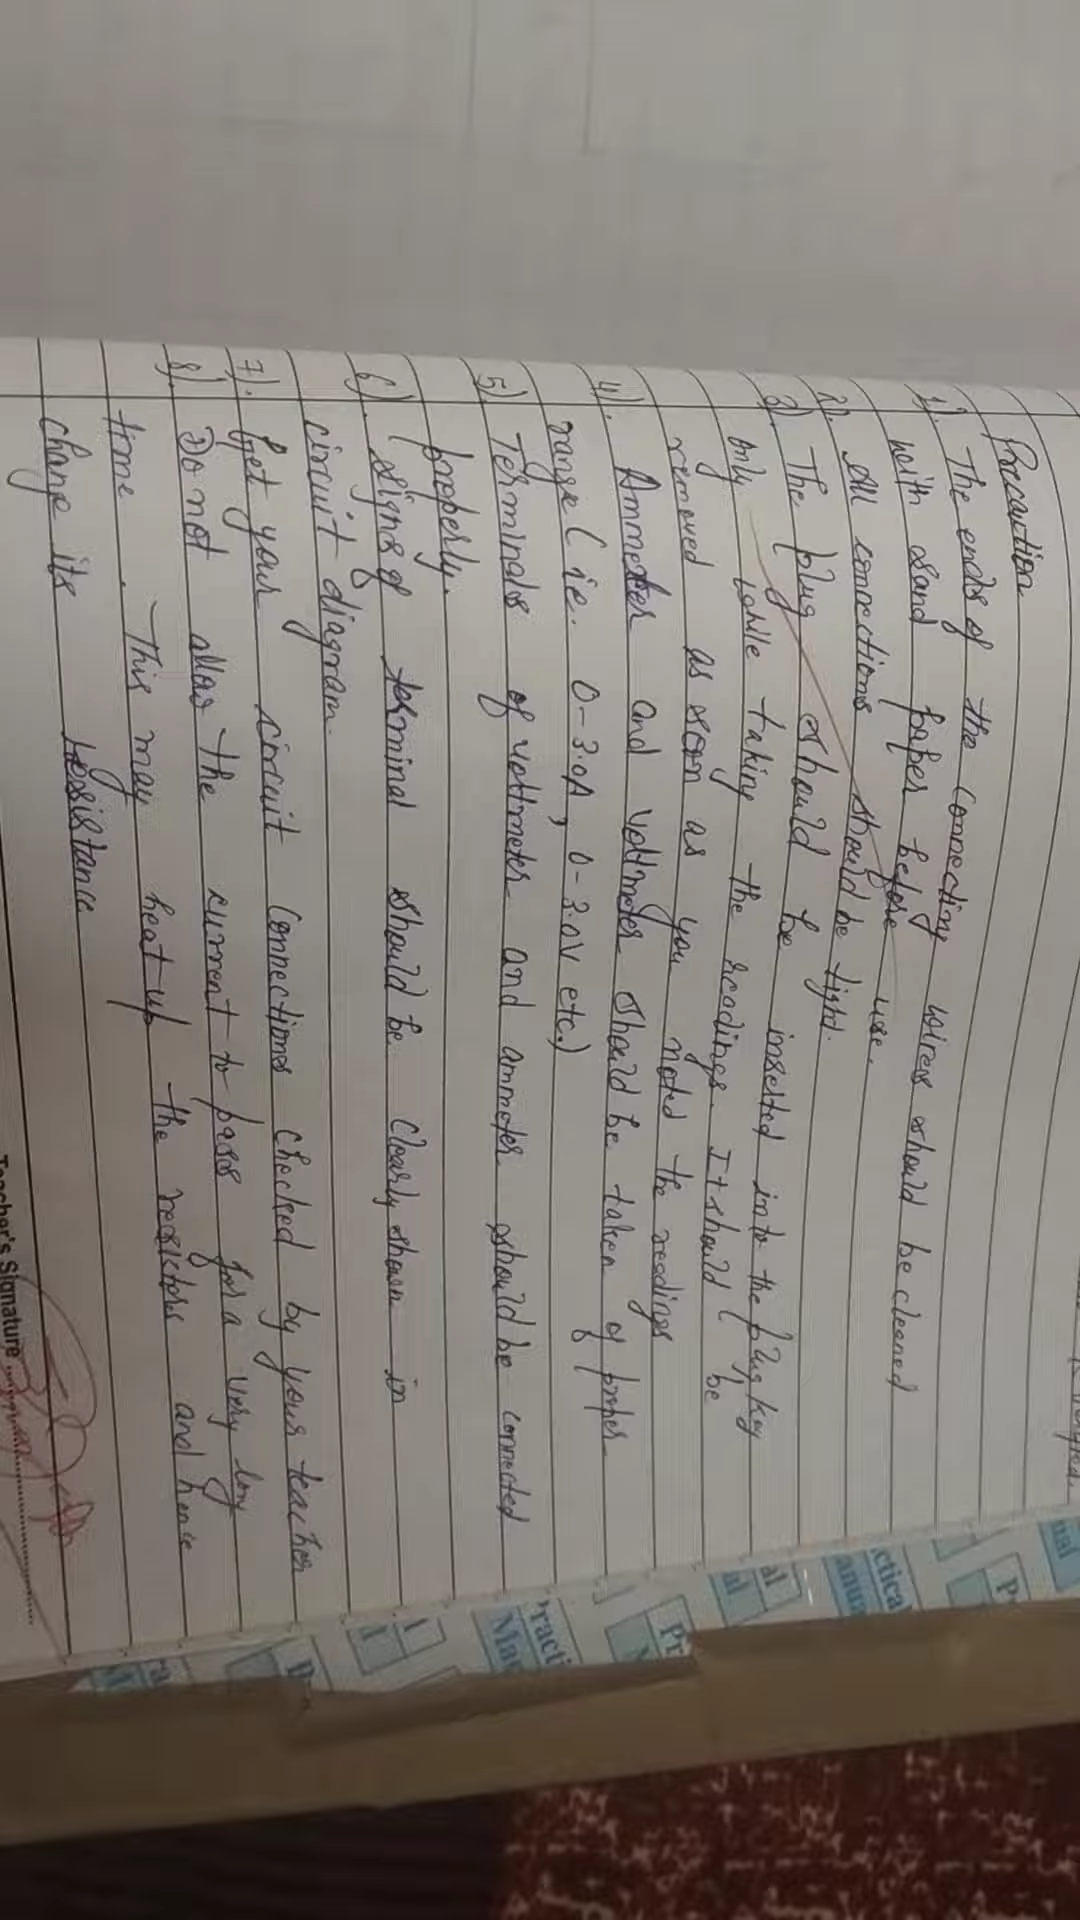 Precaution
1). The ends of the connecting wires should be cleaned
with sand paper before use.
2). All connections should be tight.
3) The plug should be inserted into the plug key
only while taking the readings. It should be
removed as soon as you noted the readings
4). Ammeter and voltmeter should be taken of proper
range (ie. 0-3.0A, 0-3.0V etc.)
5) Terminals of voltmeter and ammeter should be connected
properly.
6). Signs of terminal should be clearly shown in
circuit diagram.
7). Get your circuit connections checked by your teacher
8). Do not allow the current to pass for a very long
time. This may heat up the resistors and hence
change its resistance
Teacher's Signature